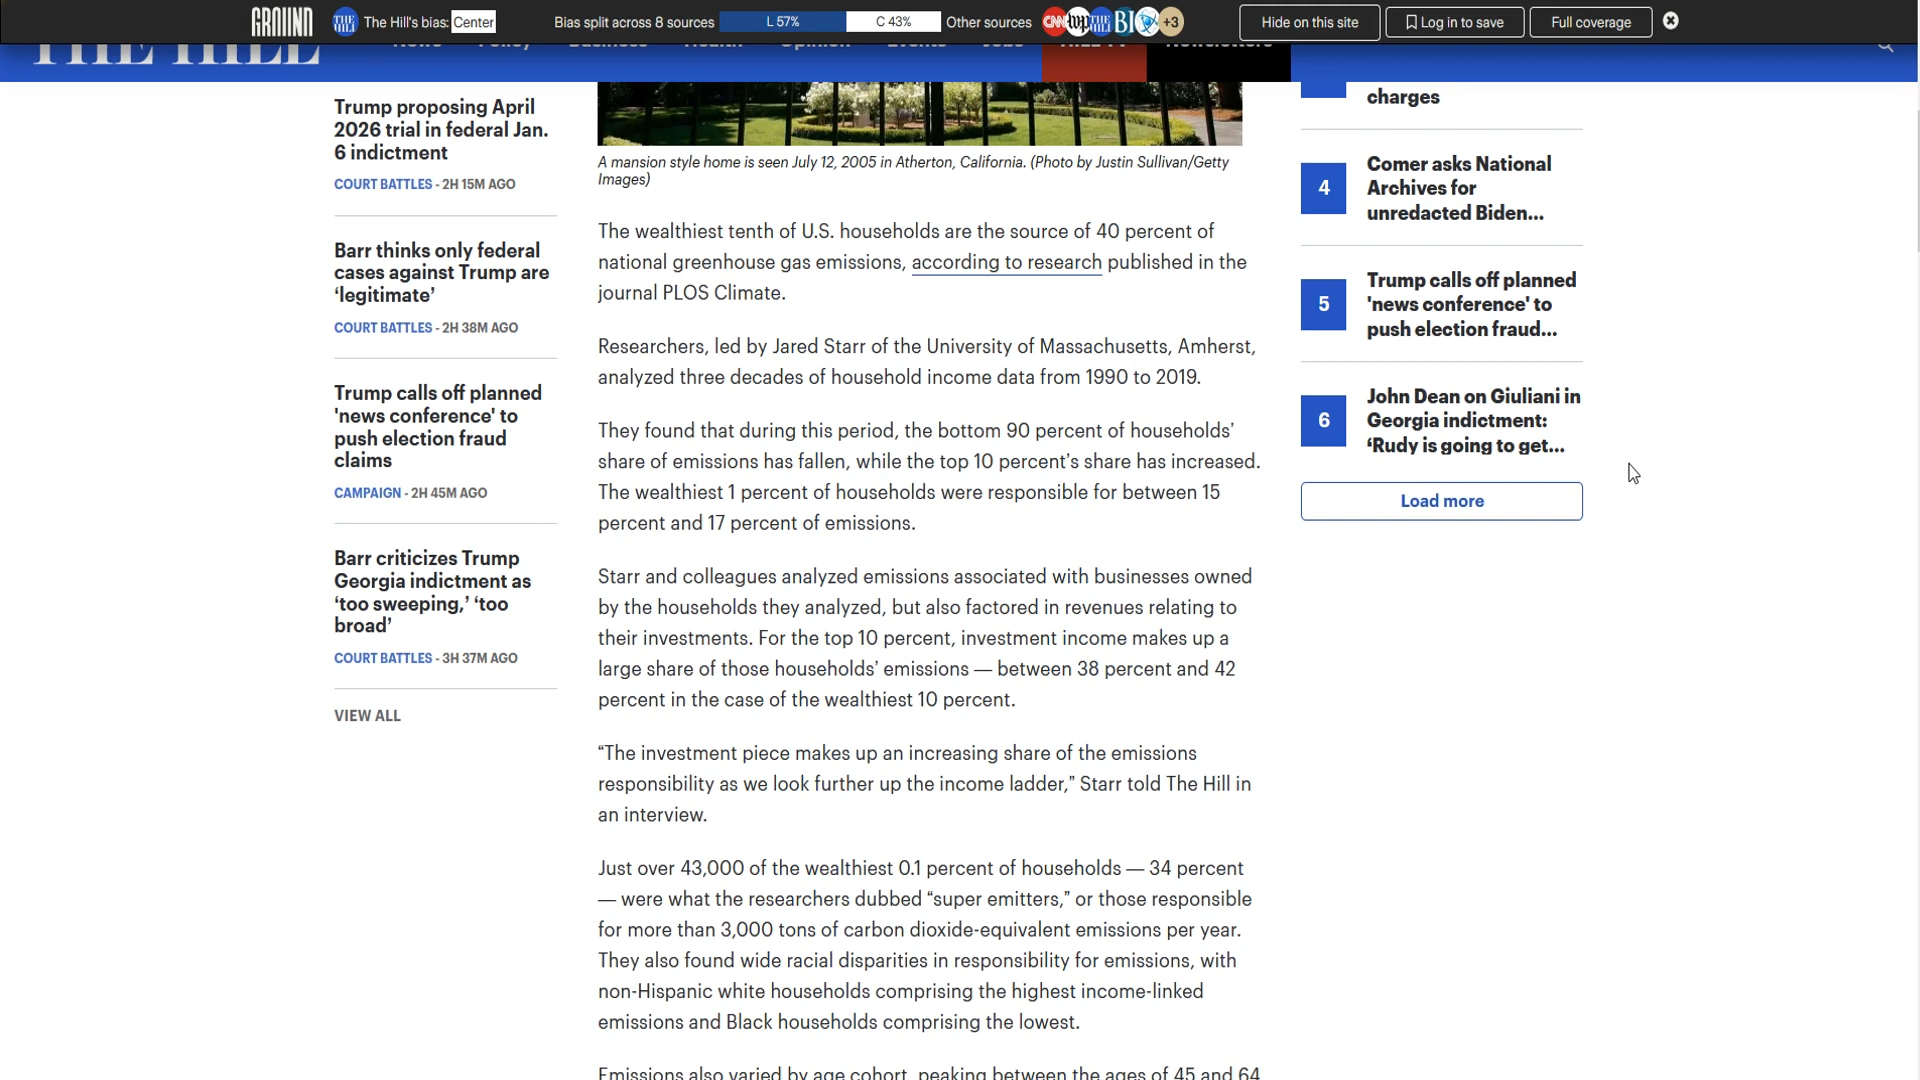 GROUND
THE HILL
The Hill's bias: Center
Bias split across 8 sources
L 57%
C 43%
Other sources
CNN
wp
THE HILL
BI
+3
Hide on this site
Log in to save
Full coverage
THE HILL
News
Policy
Business
Health
Opinion
Events
Jobs
HILL TV
Newsletters
Trump proposing April
2026 trial in federal Jan.
6 indictment
COURT BATTLES - 2H 15M AGO
Barr thinks only federal
cases against Trump are
‘legitimate’
COURT BATTLES - 2H 38M AGO
Trump calls off planned
'news conference' to
push election fraud
claims
CAMPAIGN - 2H 45M AGO
Barr criticizes Trump
Georgia indictment as
‘too sweeping,’ ‘too
broad’
COURT BATTLES - 3H 37M AGO
VIEW ALL
A mansion style home is seen July 12, 2005 in Atherton, California. (Photo by Justin Sullivan/Getty
Images)
The wealthiest tenth of U.S. households are the source of 40 percent of
national greenhouse gas emissions, according to research published in the
journal PLOS Climate.
Researchers, led by Jared Starr of the University of Massachusetts, Amherst,
analyzed three decades of household income data from 1990 to 2019.
They found that during this period, the bottom 90 percent of households’
share of emissions has fallen, while the top 10 percent’s share has increased.
The wealthiest 1 percent of households were responsible for between 15
percent and 17 percent of emissions.
Starr and colleagues analyzed emissions associated with businesses owned
by the households they analyzed, but also factored in revenues relating to
their investments. For the top 10 percent, investment income makes up a
large share of those households’ emissions — between 38 percent and 42
percent in the case of the wealthiest 10 percent.
“The investment piece makes up an increasing share of the emissions
responsibility as we look further up the income ladder,” Starr told The Hill in
an interview.
Just over 43,000 of the wealthiest 0.1 percent of households — 34 percent
— were what the researchers dubbed “super emitters,” or those responsible
for more than 3,000 tons of carbon dioxide-equivalent emissions per year.
They also found wide racial disparities in responsibility for emissions, with
non-Hispanic white households comprising the highest income-linked
emissions and Black households comprising the lowest.
Emissions also varied by age cohort, peaking between the ages of 45 and 64
charges
4
Comer asks National
Archives for
unredacted Biden...
5
Trump calls off planned
'news conference' to
push election fraud...
6
John Dean on Giuliani in
Georgia indictment:
‘Rudy is going to get...
Load more